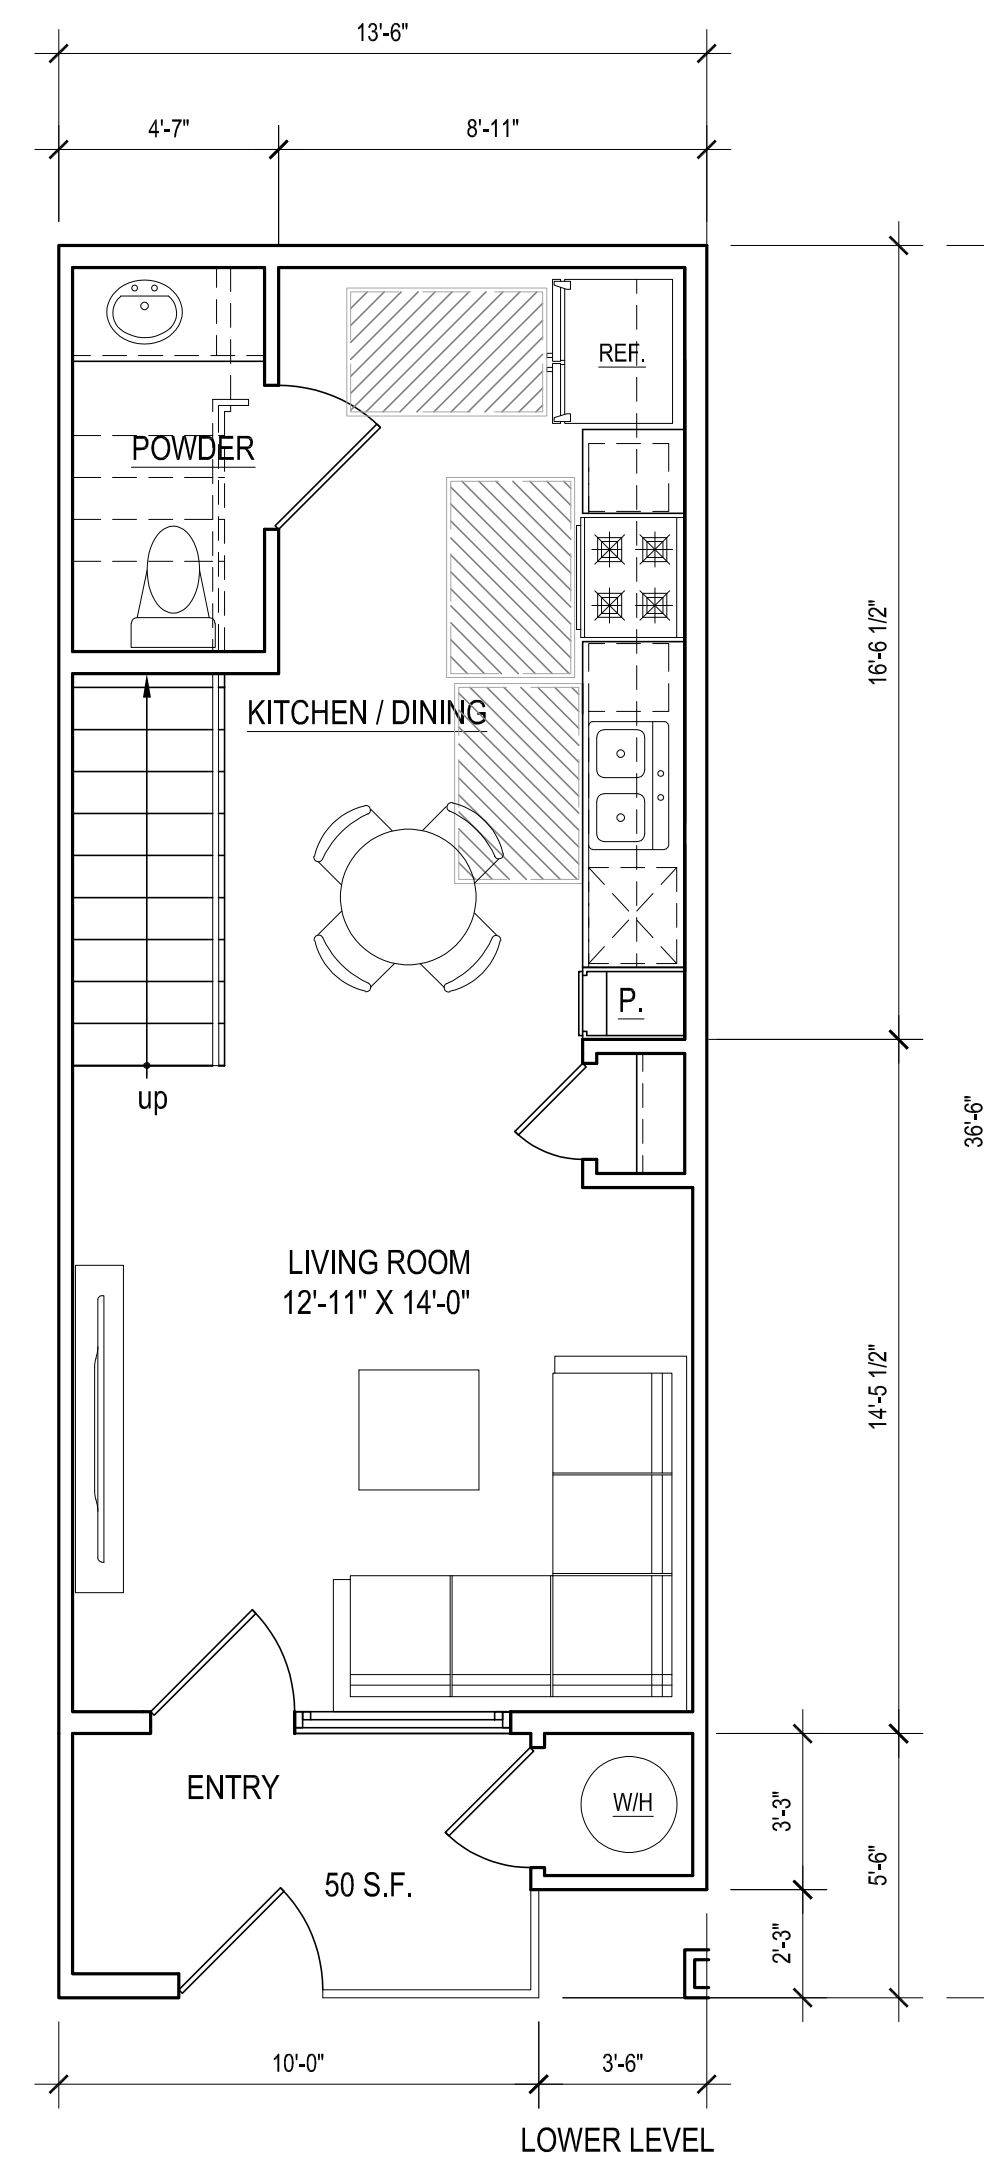 13'-6"
4'-7"
8'-11"
REF.
POWDER
16'-6 1/2"
KITCHEN / DINING
P.
up
36'-6"
LIVING ROOM
12'-11" X 14'-0"
14'-5 1/2"
ENTRY
W/H
3'-3"
5'-6"
50 S.F.
2'-3"
10'-0"
3'-6"
LOWER LEVEL